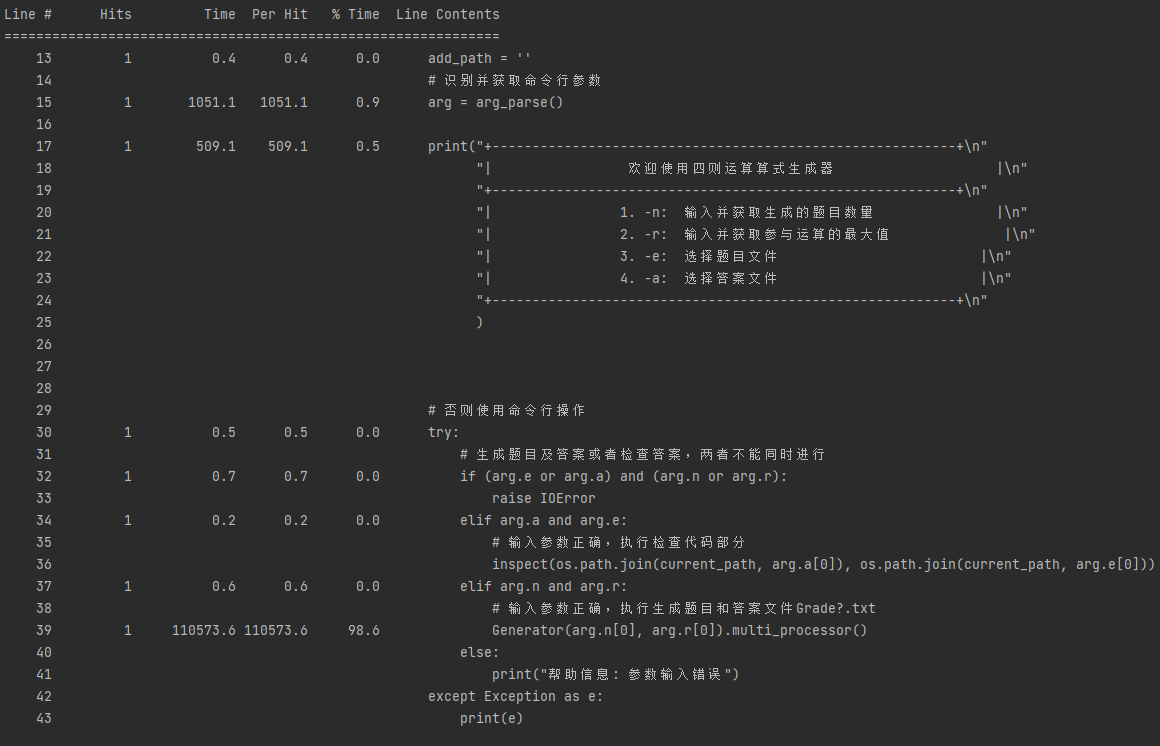 Line #      Hits         Time  Per Hit   % Time  Line Contents
==============================================================
    13         1          0.4      0.4      0.0      add_path = ''
    14                                               # 识别并获取命令行参数
    15         1       1051.1   1051.1      0.9      arg = arg_parse()
    16
    17         1        509.1    509.1      0.5      print("+----------------------------------------------------------+\n"
    18                                                     "|                 欢迎使用四则运算算式生成器                    |\n"
    19                                                     "+----------------------------------------------------------+\n"
    20                                                     "|                1. -n:  输入并获取生成的题目数量               |\n"
    21                                                     "|                2. -r:  输入并获取参与运算的最大值              |\n"
    22                                                     "|                3. -e:  选择题目文件                         |\n"
    23                                                     "|                4. -a:  选择答案文件                         |\n"
    24                                                     "+----------------------------------------------------------+\n"
    25                                                     )
    26
    27
    28
    29                                               # 否则使用命令行操作
    30         1          0.5      0.5      0.0      try:
    31                                                   # 生成题目及答案或者检查答案，两者不能同时进行
    32         1          0.7      0.7      0.0          if (arg.e or arg.a) and (arg.n or arg.r):
    33                                                       raise IOError
    34         1          0.2      0.2      0.0          elif arg.a and arg.e:
    35                                                       # 输入参数正确，执行检查代码部分
    36                                                       inspect(os.path.join(current_path, arg.a[0]), os.path.join(current_path, arg.e[0]))
    37         1          0.6      0.6      0.0          elif arg.n and arg.r:
    38                                                       # 输入参数正确，执行生成题目和答案文件Grade?.txt
    39         1     110573.6 110573.6     98.6              Generator(arg.n[0], arg.r[0]).multi_processor()
    40                                                   else:
    41                                                       print("帮助信息: 参数输入错误")
    42                                               except Exception as e:
    43                                                   print(e)